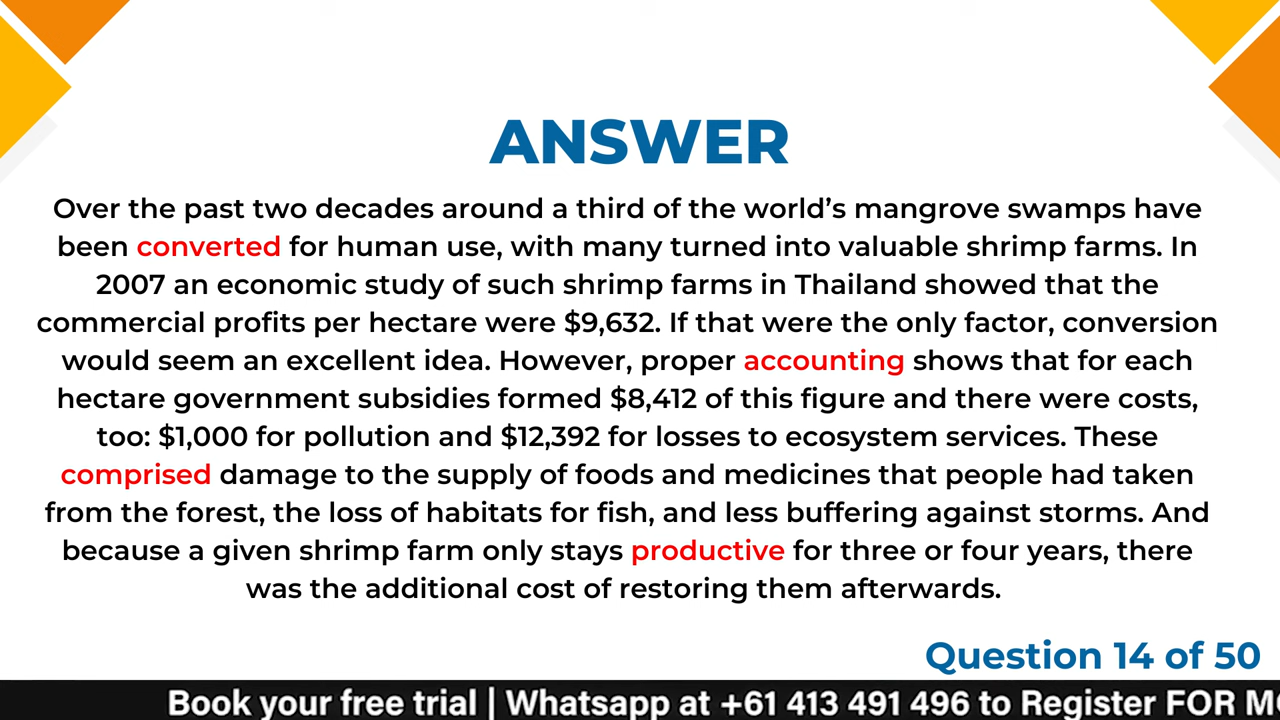 ANSWER
Over the past two decades around a third of the world’s mangrove swamps have
been converted for human use, with many turned into valuable shrimp farms. In
2007 an economic study of such shrimp farms in Thailand showed that the
commercial profits per hectare were $9,632. If that were the only factor, conversion
would seem an excellent idea. However, proper accounting shows that for each
hectare government subsidies formed $8,412 of this figure and there were costs,
too: $1,000 for pollution and $12,392 for losses to ecosystem services. These
comprised damage to the supply of foods and medicines that people had taken
from the forest, the loss of habitats for fish, and less buffering against storms. And
because a given shrimp farm only stays productive for three or four years, there
was the additional cost of restoring them afterwards.
Question 14 of 50
Book your free trial | Whatsapp at +61 413 491 496 to Register FOR